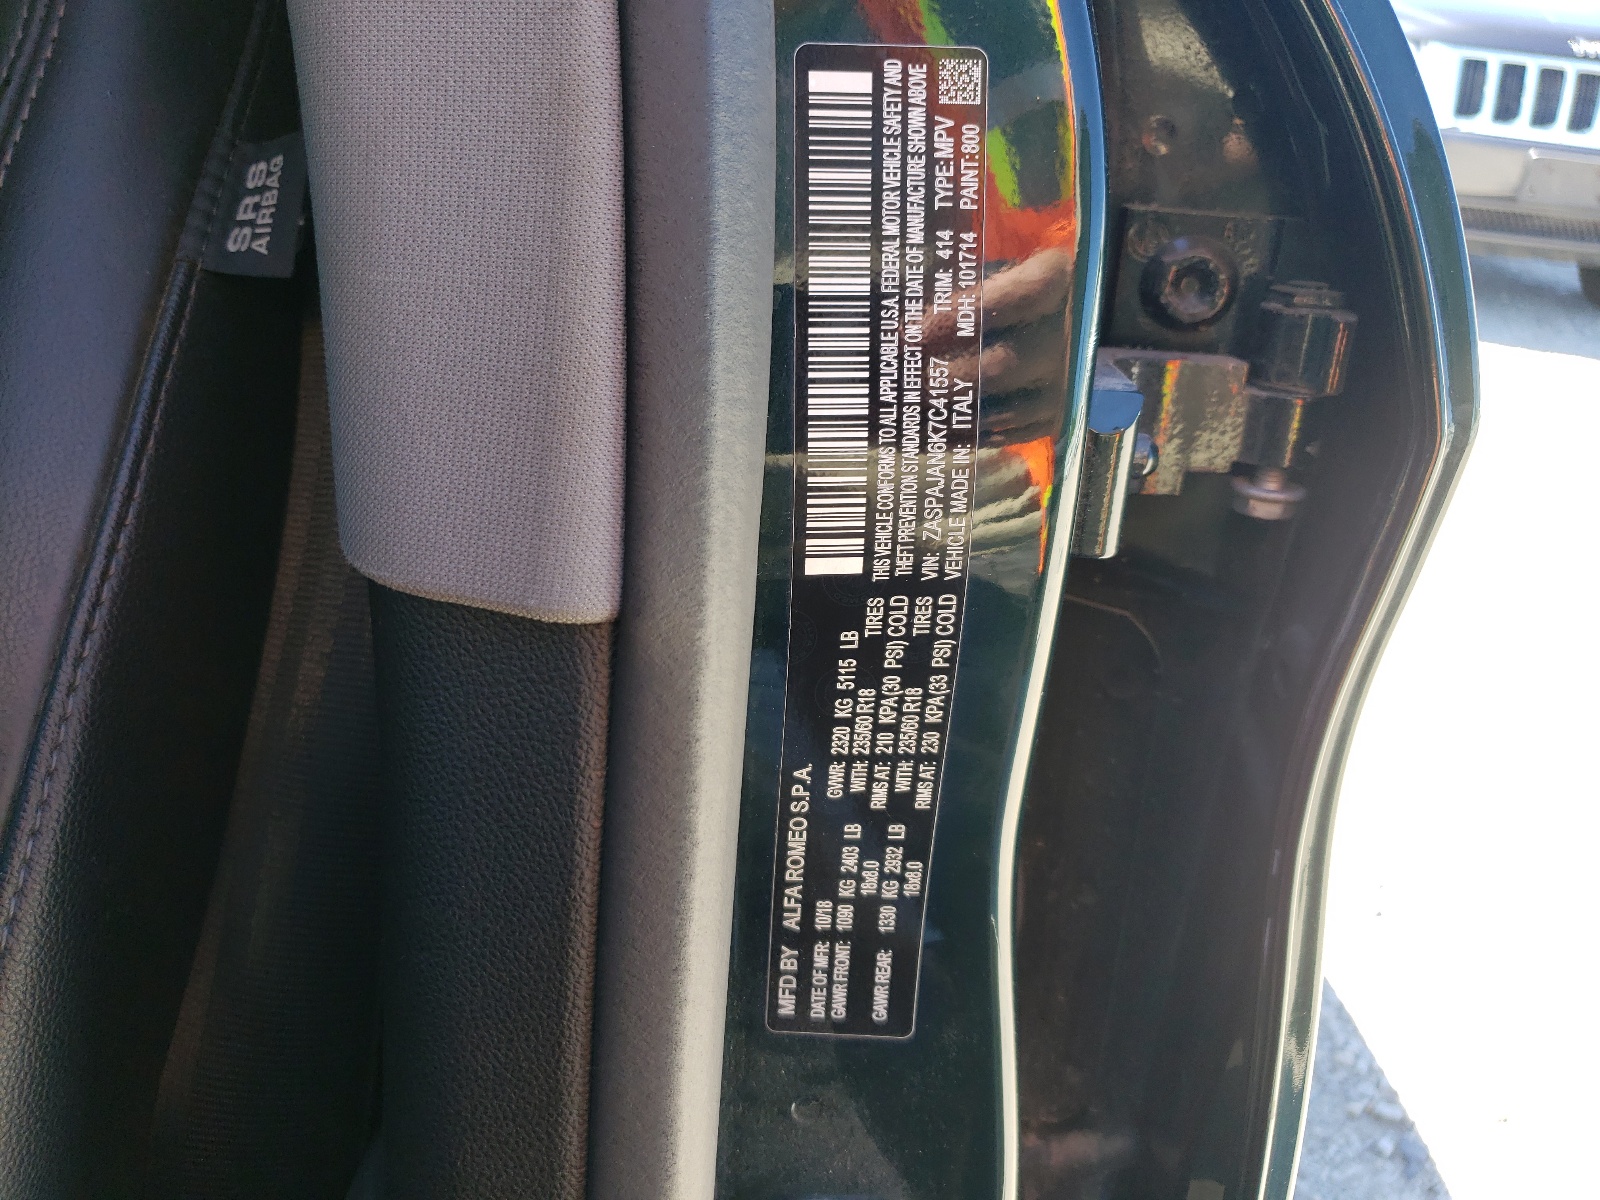 SRS
AIRBAG
MFD BY ALFA ROMEO S.P.A.
DATE OF MFR: 10/18 GVWR: 2320 KG 5115 LB
GAWR FRONT: 1090 KG 2403 LB WITH: 235/60 R18 TIRES
18x8.0 RIMS AT: 210 KPA(30 PSI) COLD
GAWR REAR: 1330 KG 2932 LB WITH: 235/60 R18 TIRES
18x8.0 RIMS AT: 230 KPA(33 PSI) COLD
THIS VEHICLE CONFORMS TO ALL APPLICABLE U.S.A. FEDERAL MOTOR VEHICLE SAFETY AND
THEFT PREVENTION STANDARDS IN EFFECT ON THE DATE OF MANUFACTURE SHOWN ABOVE
VIN: ZASPAJAN6K7C41557 TRIM: 414 TYPE: MPV
VEHICLE MADE IN: ITALY MDH: 101714 PAINT: 800